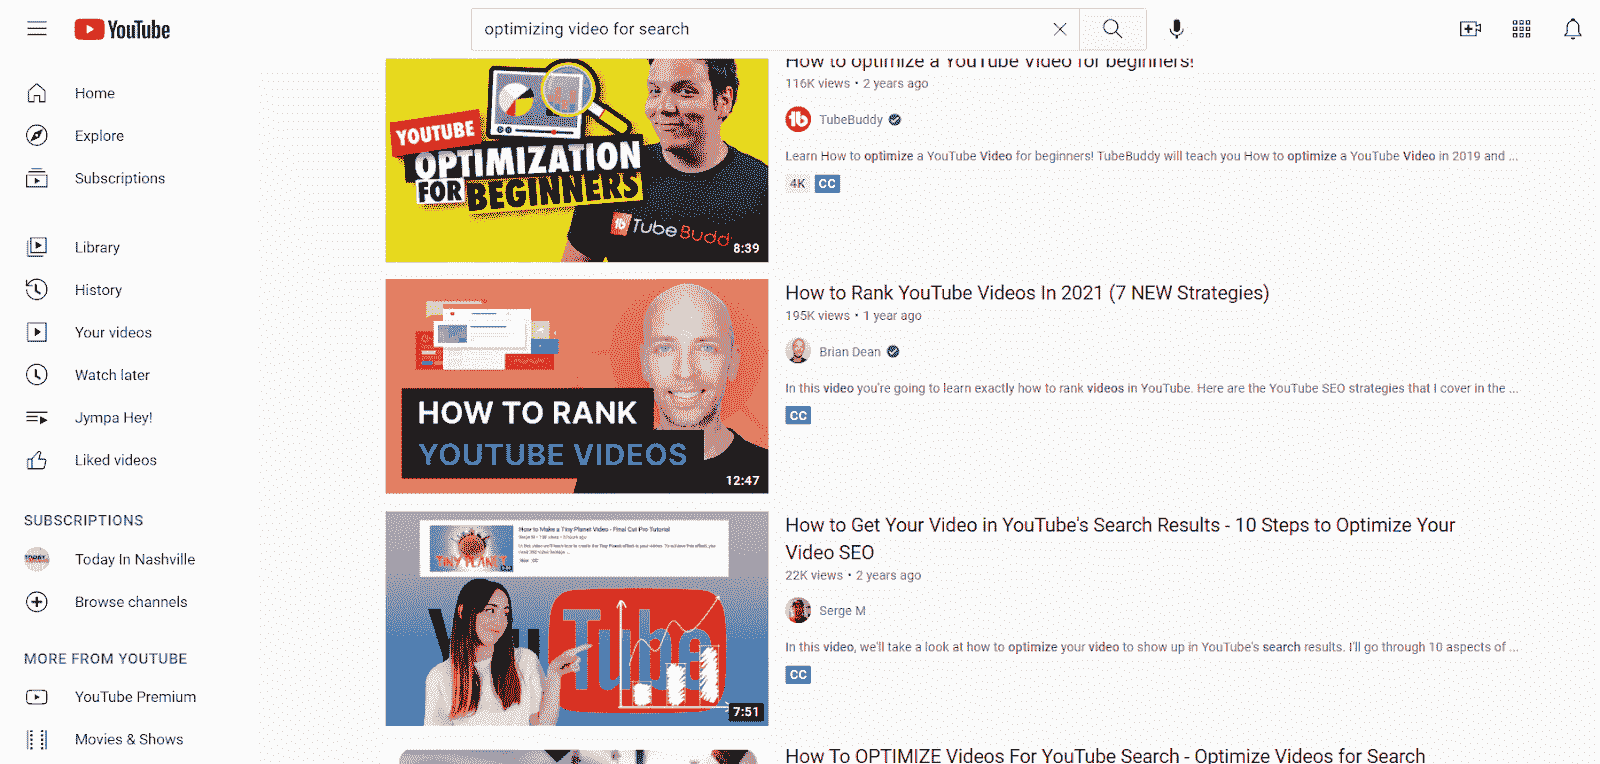 YouTube
optimizing video for search
Home
Explore
Subscriptions
Library
History
Your videos
Watch later
Jympa Hey!
Liked videos
SUBSCRIPTIONS
Today In Nashville
Browse channels
MORE FROM YOUTUBE
YouTube Premium
Movies & Shows
YOUTUBE
OPTIMIZATION
FOR BEGINNERS
TubeBudd
8:39
How to optimize a YouTube Video for beginners!
116K views • 2 years ago
TubeBuddy
Learn How to optimize a YouTube Video for beginners! TubeBuddy will teach you How to optimize a YouTube Video in 2019 and ...
4K CC
HOW TO RANK
YOUTUBE VIDEOS
12:47
How to Rank YouTube Videos In 2021 (7 NEW Strategies)
195K views • 1 year ago
Brian Dean
In this video you're going to learn exactly how to rank videos in YouTube. Here are the YouTube SEO strategies that I cover in the ...
CC
How to Make a Tiny Planet Video - Final Cut Pro Tutorial
TINY PLANET
YouTube
7:51
How to Get Your Video in YouTube's Search Results - 10 Steps to Optimize Your
Video SEO
22K views • 2 years ago
Serge M
In this video, we'll take a look at how to optimize your video to show up in YouTube's search results. I'll go through 10 aspects of ...
CC
How To OPTIMIZE Videos For YouTube Search - Optimize Videos for Search